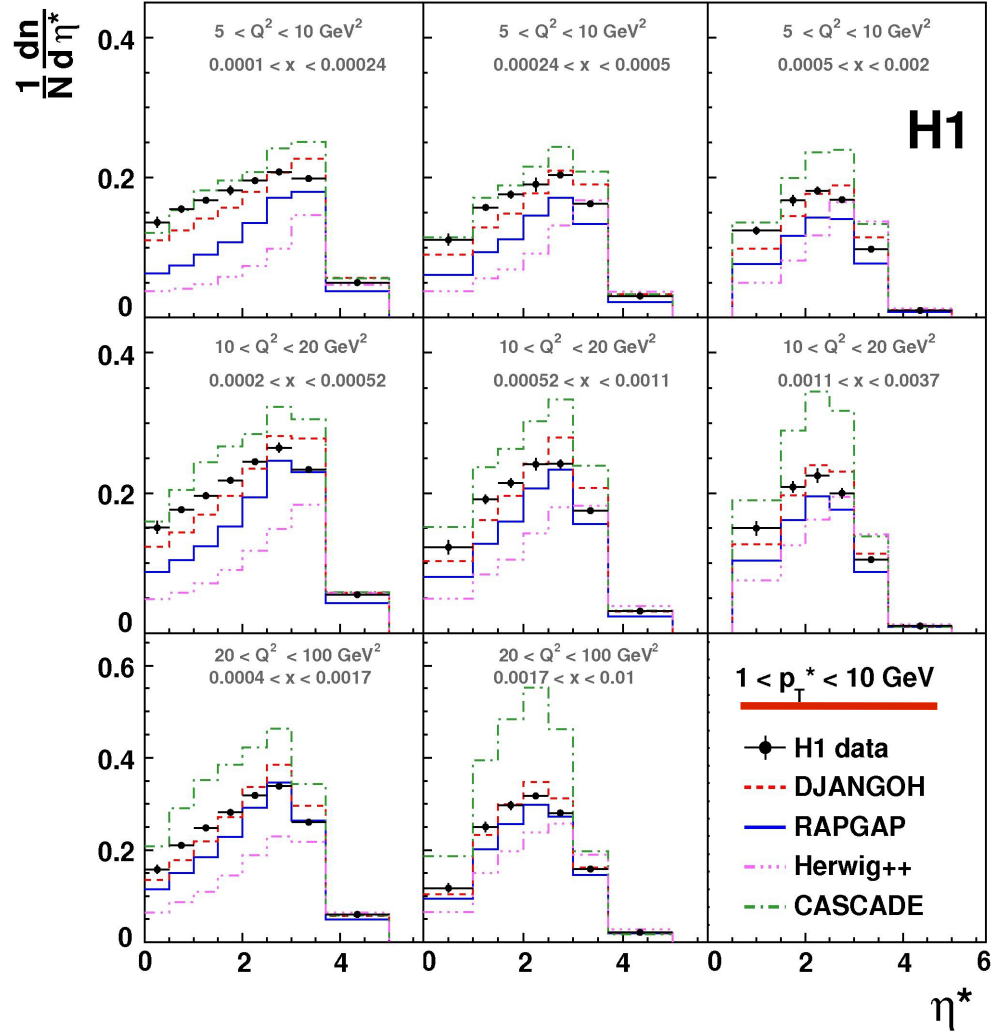 1/N dn/dη*
0.4
0.2
0
5 < Q² < 10 GeV²
0.0001 < x < 0.00024
5 < Q² < 10 GeV²
0.00024 < x < 0.0005
5 < Q² < 10 GeV²
0.0005 < x < 0.002
H1
0.4
0.2
0
10 < Q² < 20 GeV²
0.0002 < x < 0.00052
10 < Q² < 20 GeV²
0.00052 < x < 0.0011
10 < Q² < 20 GeV²
0.0011 < x < 0.0037
0.6
0.4
0.2
0
20 < Q² < 100 GeV²
0.0004 < x < 0.0017
20 < Q² < 100 GeV²
0.0017 < x < 0.01
1 < p_T* < 10 GeV
H1 data
DJANGOH
RAPGAP
Herwig++
CASCADE
0 2 4 0 2 4 0 2 4 6
η*